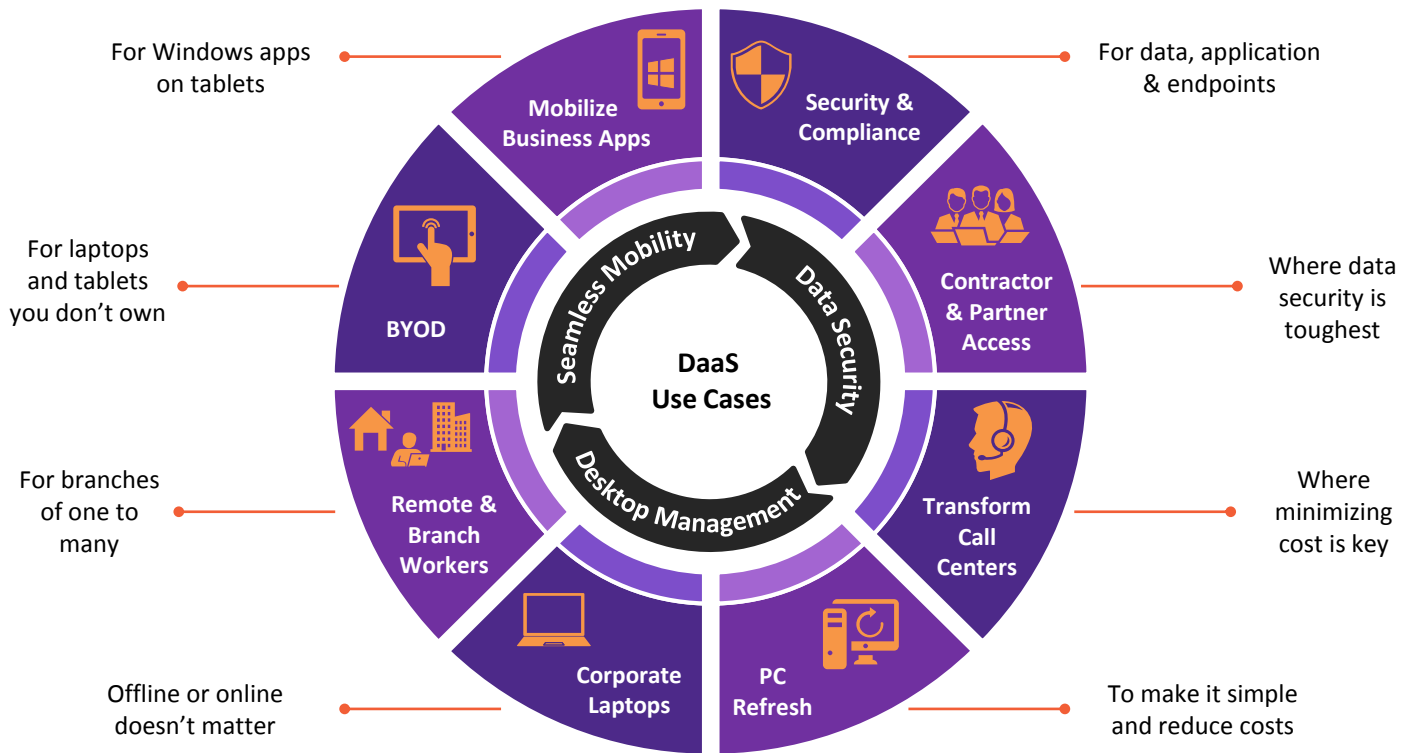 For Windows apps
on tablets
Mobilize
Business Apps
Security &
Compliance
For data, application
& endpoints
For laptops
and tablets
you don’t own
BYOD
Contractor
& Partner
Access
Where data
security is
toughest
Seamless Mobility
Data Security
Desktop Management
DaaS
Use Cases
For branches
of one to
many
Remote &
Branch
Workers
Transform
Call
Centers
Where
minimizing
cost is key
Offline or online
doesn’t matter
Corporate
Laptops
PC
Refresh
To make it simple
and reduce costs